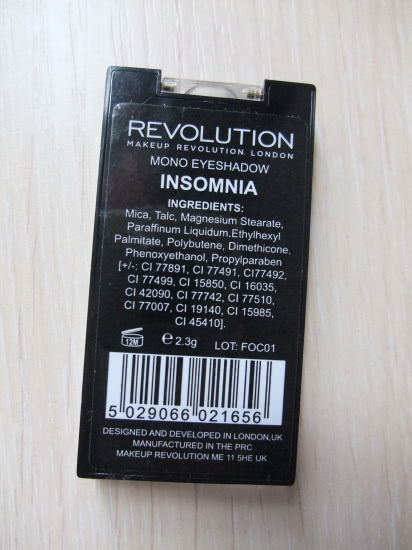 REVOLUTION
MAKEUP REVOLUTION LONDON
MONO EYESHADOW
INSOMNIA
INGREDIENTS:
Mica, Talc, Magnesium Stearate,
Paraffinum Liquidum,Ethylhexyl
Palmitate, Polybutene, Dimethicone,
Phenoxyethanol, Propylparaben
[+/-: CI 77891, CI 77491, CI77492,
CI 77499, CI 15850, CI 16035,
CI 42090, CI 77742, CI 77510,
CI 77007, CI 19140, CI 15985,
CI 45410].
12M ℮ 2.3g LOT: FOC01
5 029066 021656
DESIGNED AND DEVELOPED IN LONDON,UK
MANUFACTURED IN THE PRC
MAKEUP REVOLUTION ME 11 5HE UK